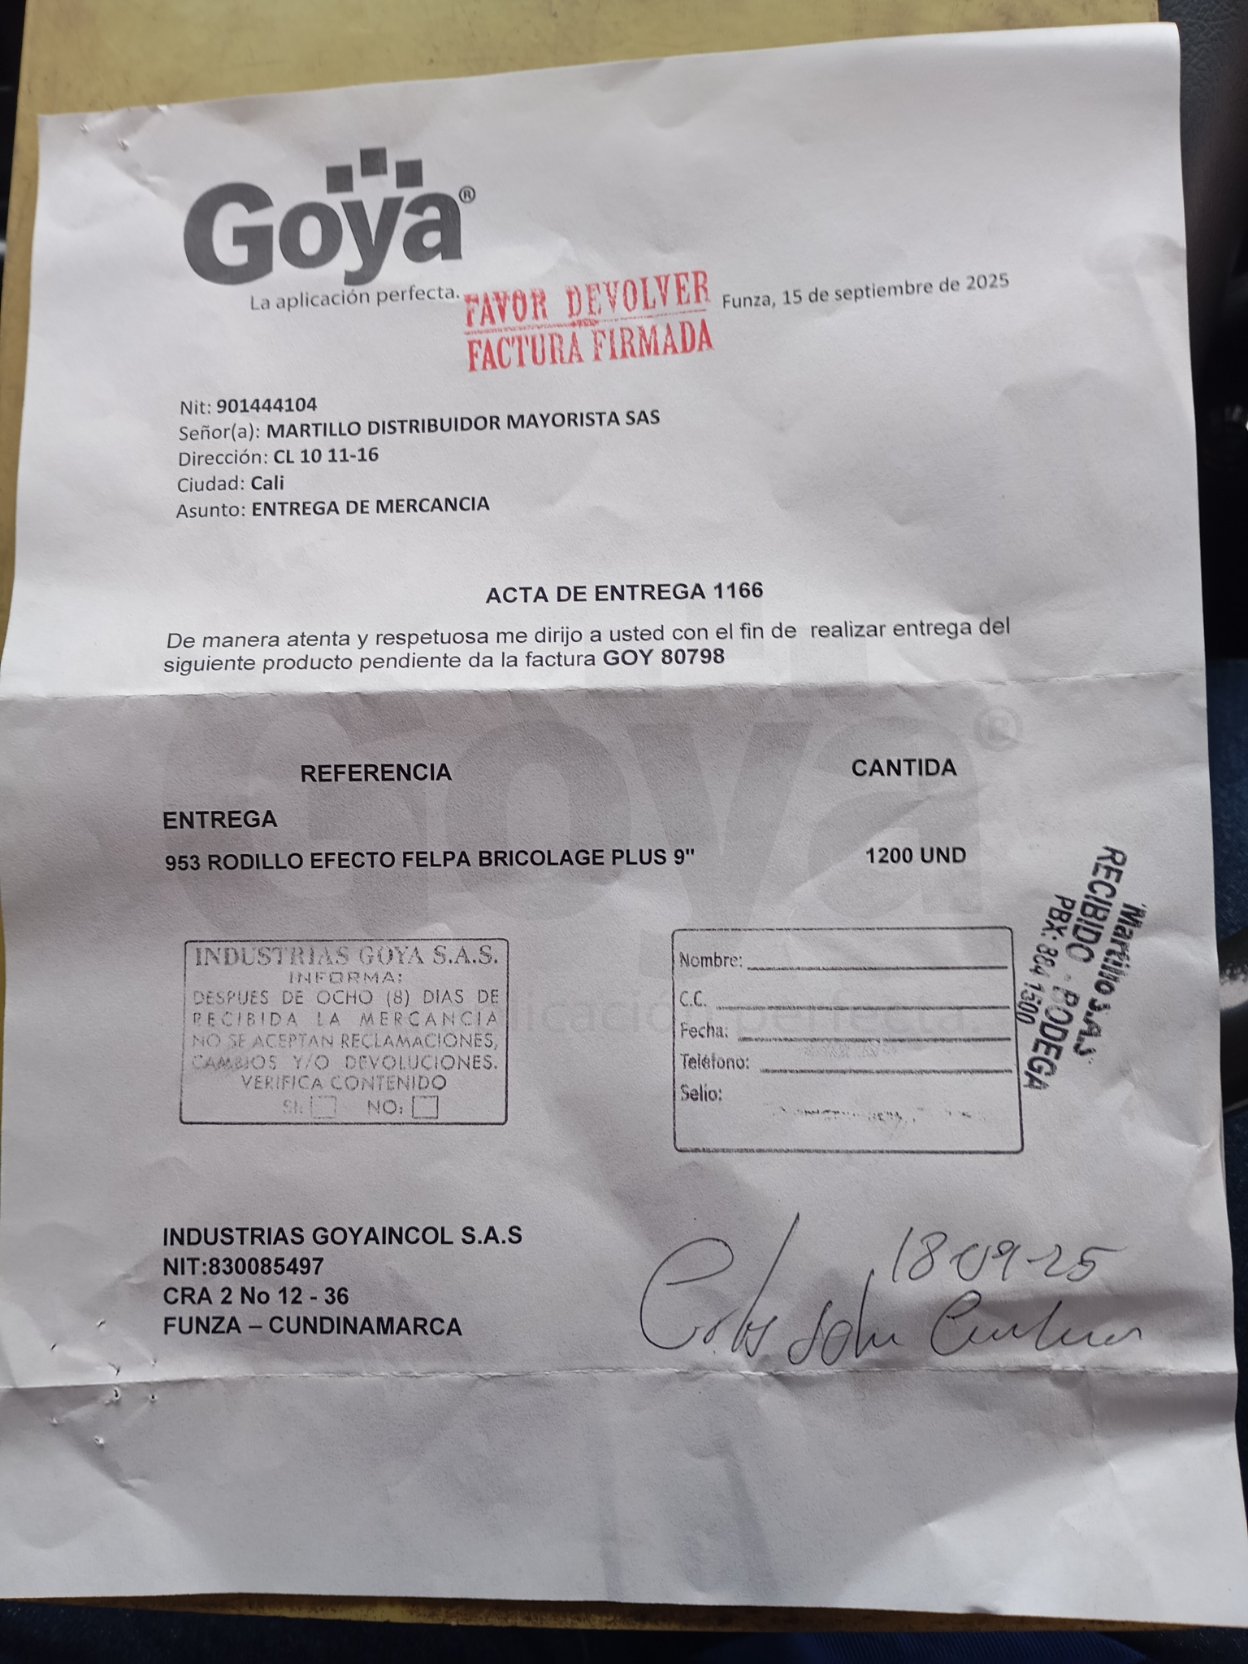 Goya®
La aplicación perfecta.
FAVOR DEVOLVER
FACTURA FIRMADA
Funza, 15 de septiembre de 2025
Nit: 901444104
Señor(a): MARTILLO DISTRIBUIDOR MAYORISTA SAS
Dirección: CL 10 11-16
Ciudad: Cali
Asunto: ENTREGA DE MERCANCIA
ACTA DE ENTREGA 1166
De manera atenta y respetuosa me dirijo a usted con el fin de realizar entrega del
siguiente producto pendiente da la factura GOY 80798
Goya®
REFERENCIA CANTIDA
ENTREGA
953 RODILLO EFECTO FELPA BRICOLAGE PLUS 9" 1200 UND
INDUSTRIAS GOYA S.A.S.
INFORMA:
DESPUES DE OCHO (8) DIAS DE
RECIBIDA LA MERCANCIA
NO SE ACEPTAN RECLAMACIONES,
CAMBIOS Y/O DEVOLUCIONES.
VERIFICA CONTENIDO
SI: NO:
Nombre:
C.C.
Fecha:
Teléfono:
Sello:
"Martillo S.A.S"
RECIBIDO - BODEGA
PBX: 884 1500
INDUSTRIAS GOYAINCOL S.A.S
NIT:830085497
CRA 2 No 12 - 36
FUNZA – CUNDINAMARCA
18-09-25